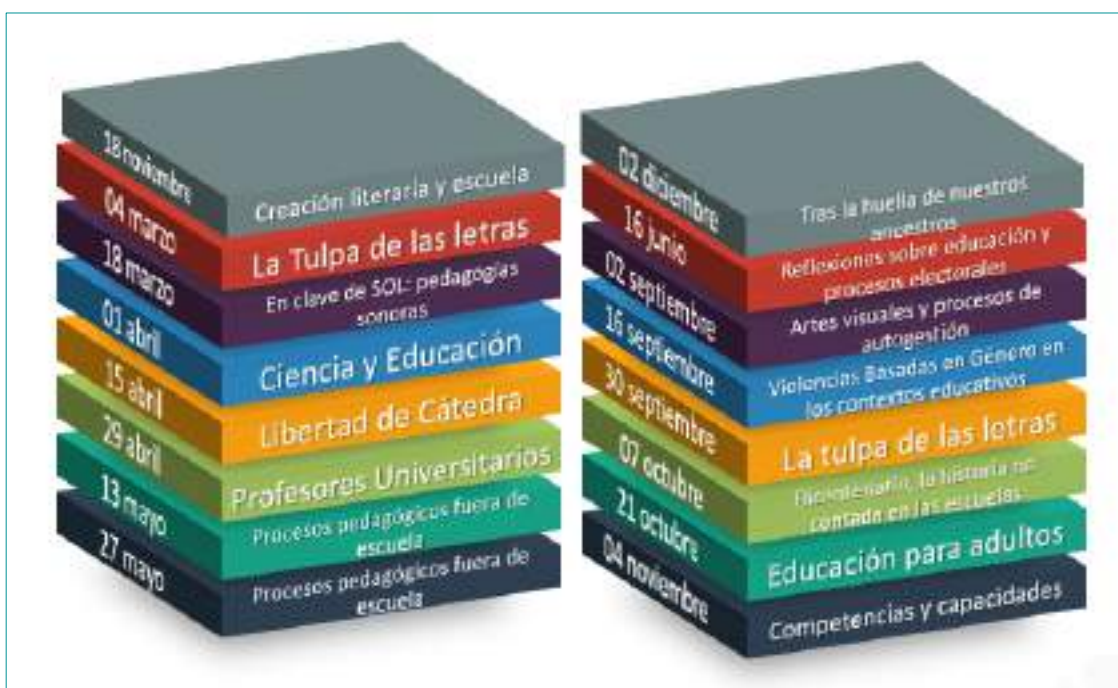 18 noviembre
Creación literaria y escuela
04 marzo
La Tulpa de las letras
18 marzo
En clave de SOL: pedagogías
sonoras
01 abril
Ciencia y Educación
15 abril
Libertad de Cátedra
29 abril
Profesores Universitarios
13 mayo
Procesos pedagógicos fuera de
escuela
27 mayo
Procesos pedagógicos fuera de
escuela
02 diciembre
Tras la huella de nuestros
ancestros
16 junio
Reflexiones sobre educación y
procesos electorales
02 septiembre
Artes visuales y procesos de
autogestión
16 septiembre
Violencias Basadas en Género en
los contextos educativos
30 septiembre
La tulpa de las letras
07 octubre
Bicentenario, la historia no
contada en las escuelas
21 octubre
Educación para adultos
04 noviembre
Competencias y capacidades